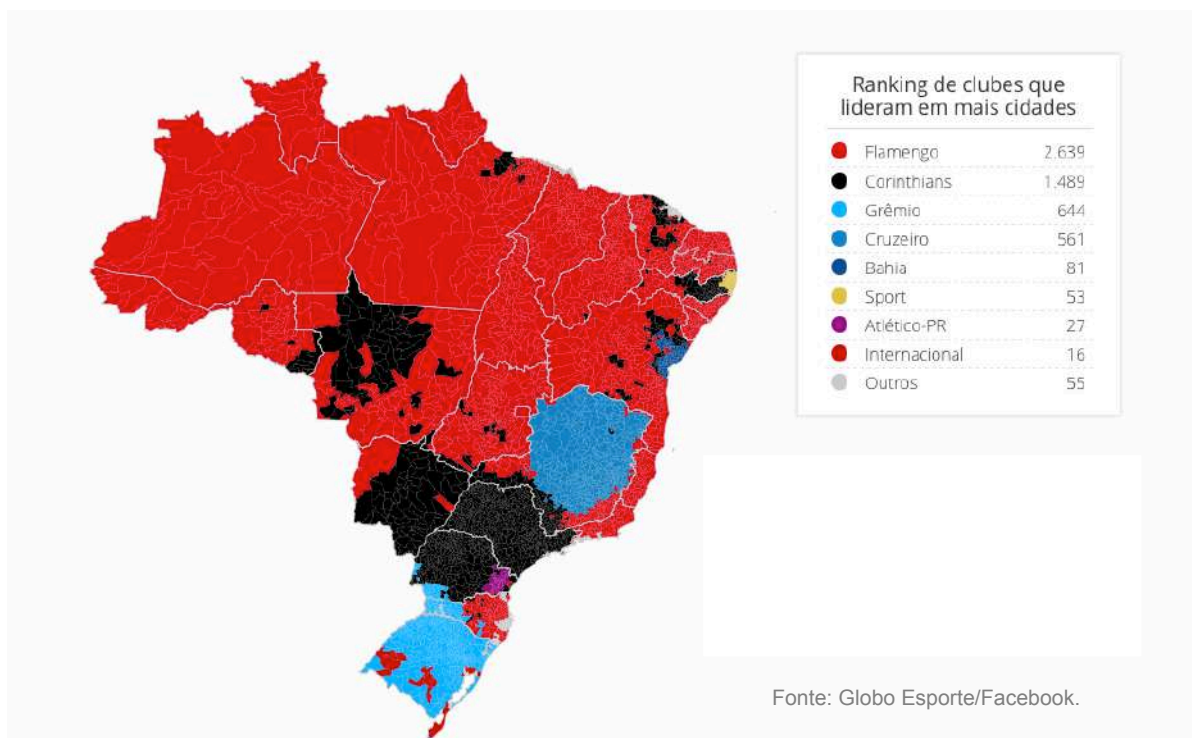 Ranking de clubes que
lideram em mais cidades
Flamengo 2.639
Corinthians 1.489
Grêmio 644
Cruzeiro 561
Bahia 81
Sport 53
Atlético-PR 27
Internacional 16
Outros 55
Fonte: Globo Esporte/Facebook.